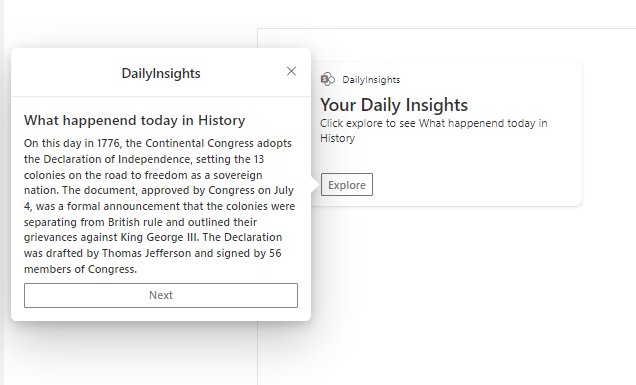 DailyInsights
What happenend today in History
On this day in 1776, the Continental Congress adopts
the Declaration of Independence, setting the 13
colonies on the road to freedom as a sovereign
nation. The document, approved by Congress on July
4, was a formal announcement that the colonies were
separating from British rule and outlined their
grievances against King George III. The Declaration
was drafted by Thomas Jefferson and signed by 56
members of Congress.
Next
DailyInsights
Your Daily Insights
Click explore to see What happenend today in
History
Explore